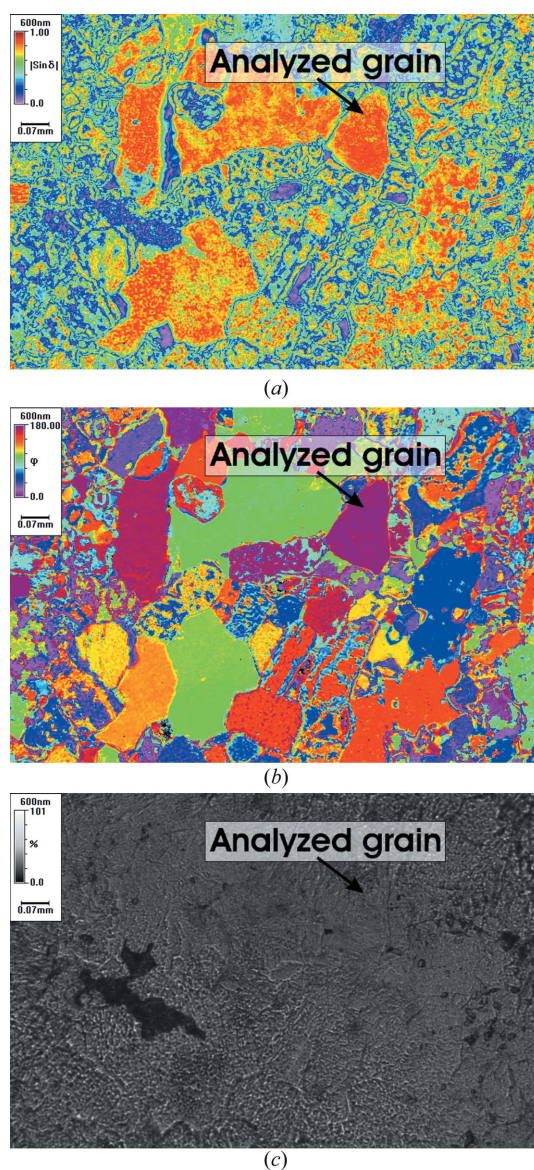 600nm
1.00
|Sin δ|
0.0
0.07mm
Analyzed grain
(a)
600nm
180.00
φ
0.0
0.07mm
Analyzed grain
(b)
600nm
101
%
0.0
0.07mm
Analyzed grain
(c)